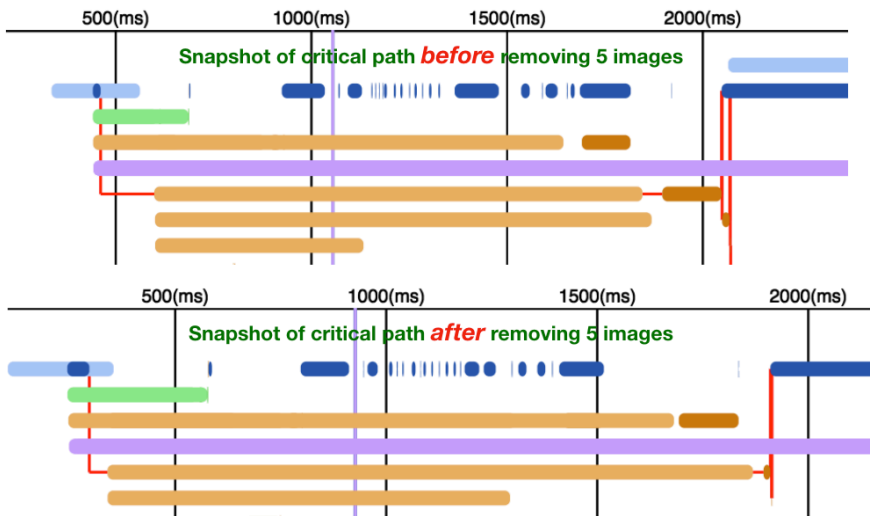 500(ms) 1000(ms) 1500(ms) 2000(ms)
Snapshot of critical path before removing 5 images
500(ms) 1000(ms) 1500(ms) 2000(ms)
Snapshot of critical path after removing 5 images